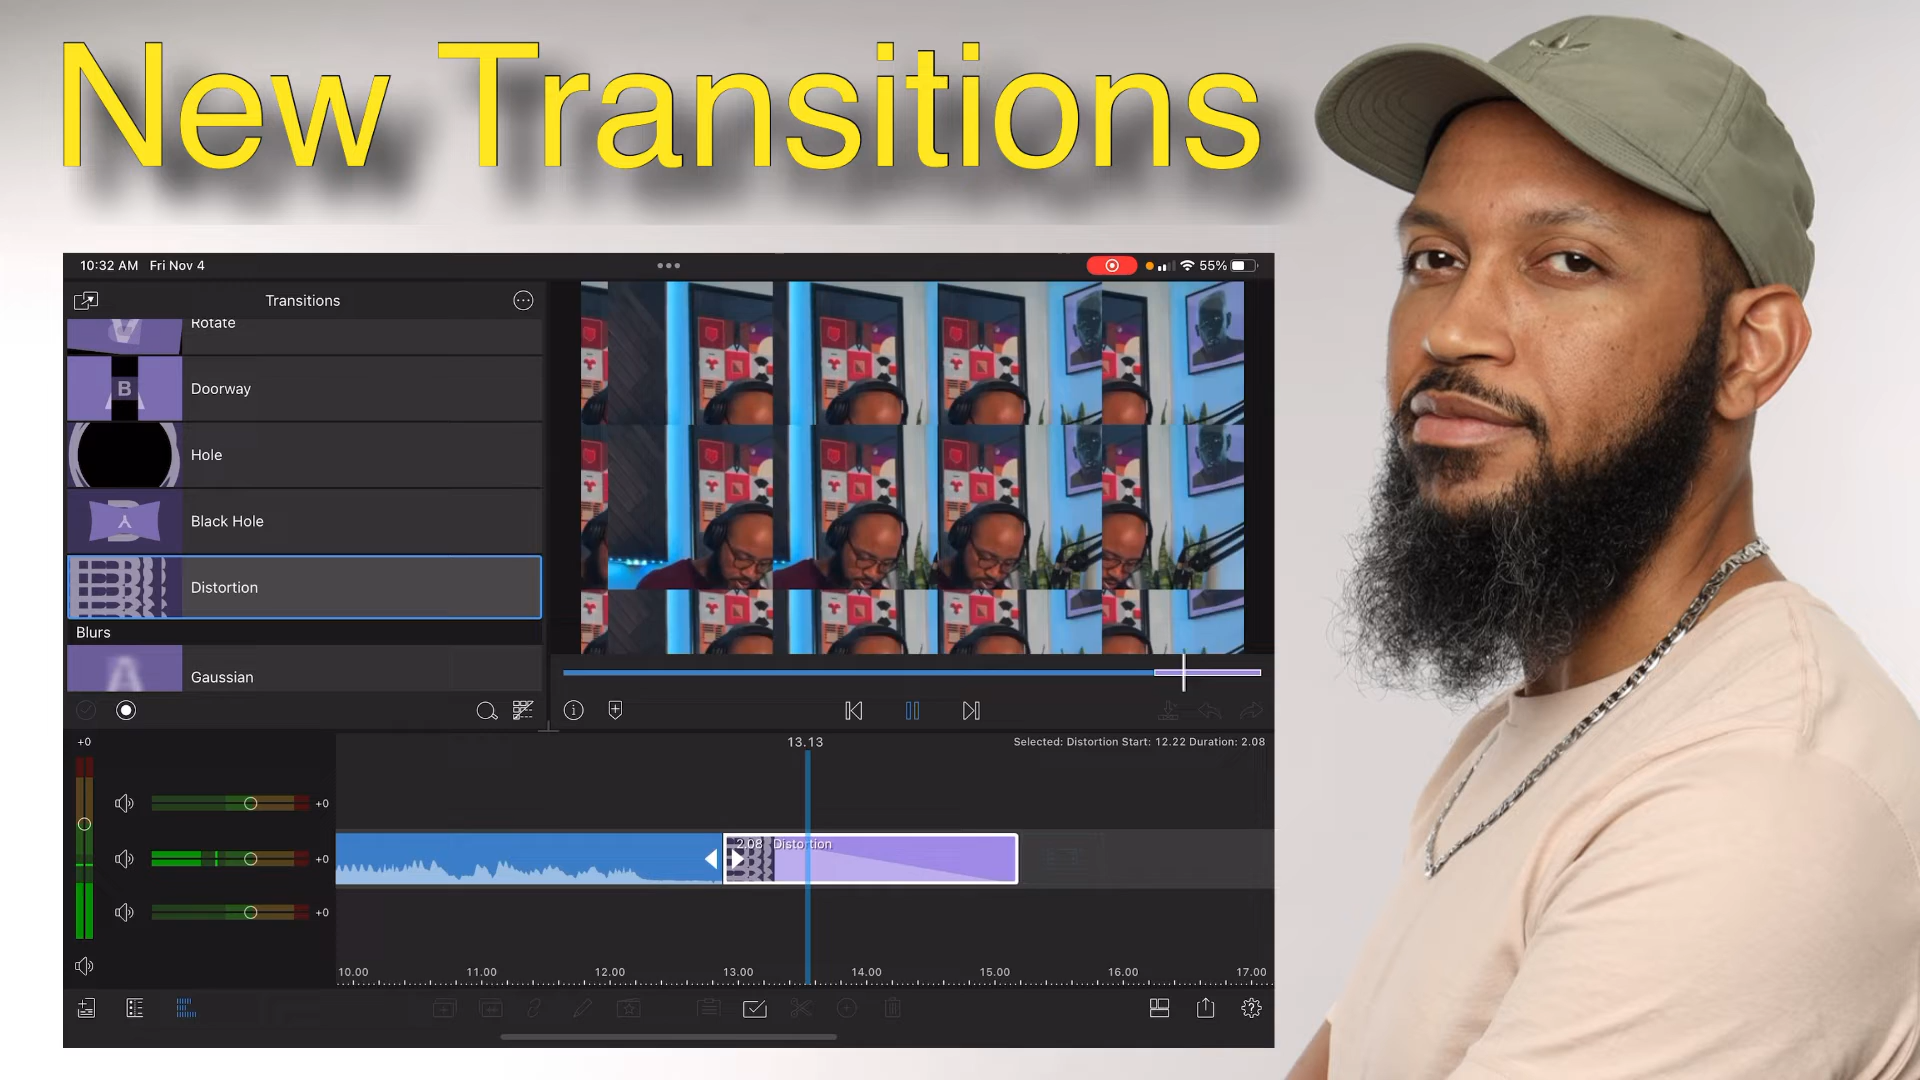 New Transitions
10:32 AM Fri Nov 4
55%
Transitions
Rotate
Doorway
B
Hole
Black Hole
Distortion
Blurs
A
Gaussian
+0
13.13
Selected: Distortion Start: 12.22 Duration: 2.08
+0
2.08 Distortion
+0
+0
10.00 11.00 12.00 13.00 14.00 15.00 16.00 17.00